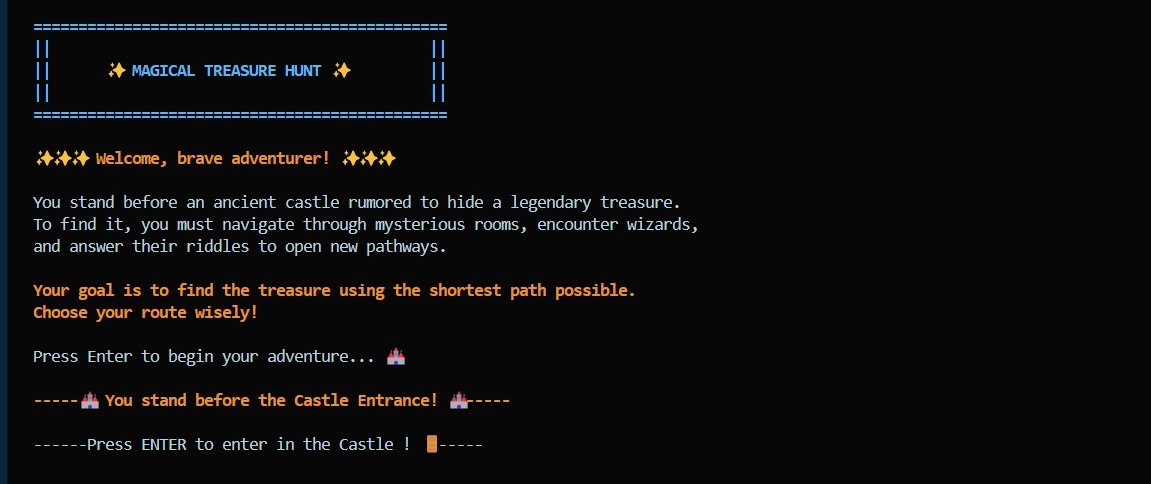 ==============================================
||                                          ||
||      ✨ MAGICAL TREASURE HUNT ✨         ||
||                                          ||
==============================================
✨✨✨ Welcome, brave adventurer! ✨✨✨
You stand before an ancient castle rumored to hide a legendary treasure.
To find it, you must navigate through mysterious rooms, encounter wizards,
and answer their riddles to open new pathways.
Your goal is to find the treasure using the shortest path possible.
Choose your route wisely!
Press Enter to begin your adventure... 🏰
-----🏰 You stand before the Castle Entrance! 🏰-----
------Press ENTER to enter in the Castle ! 🚪-----